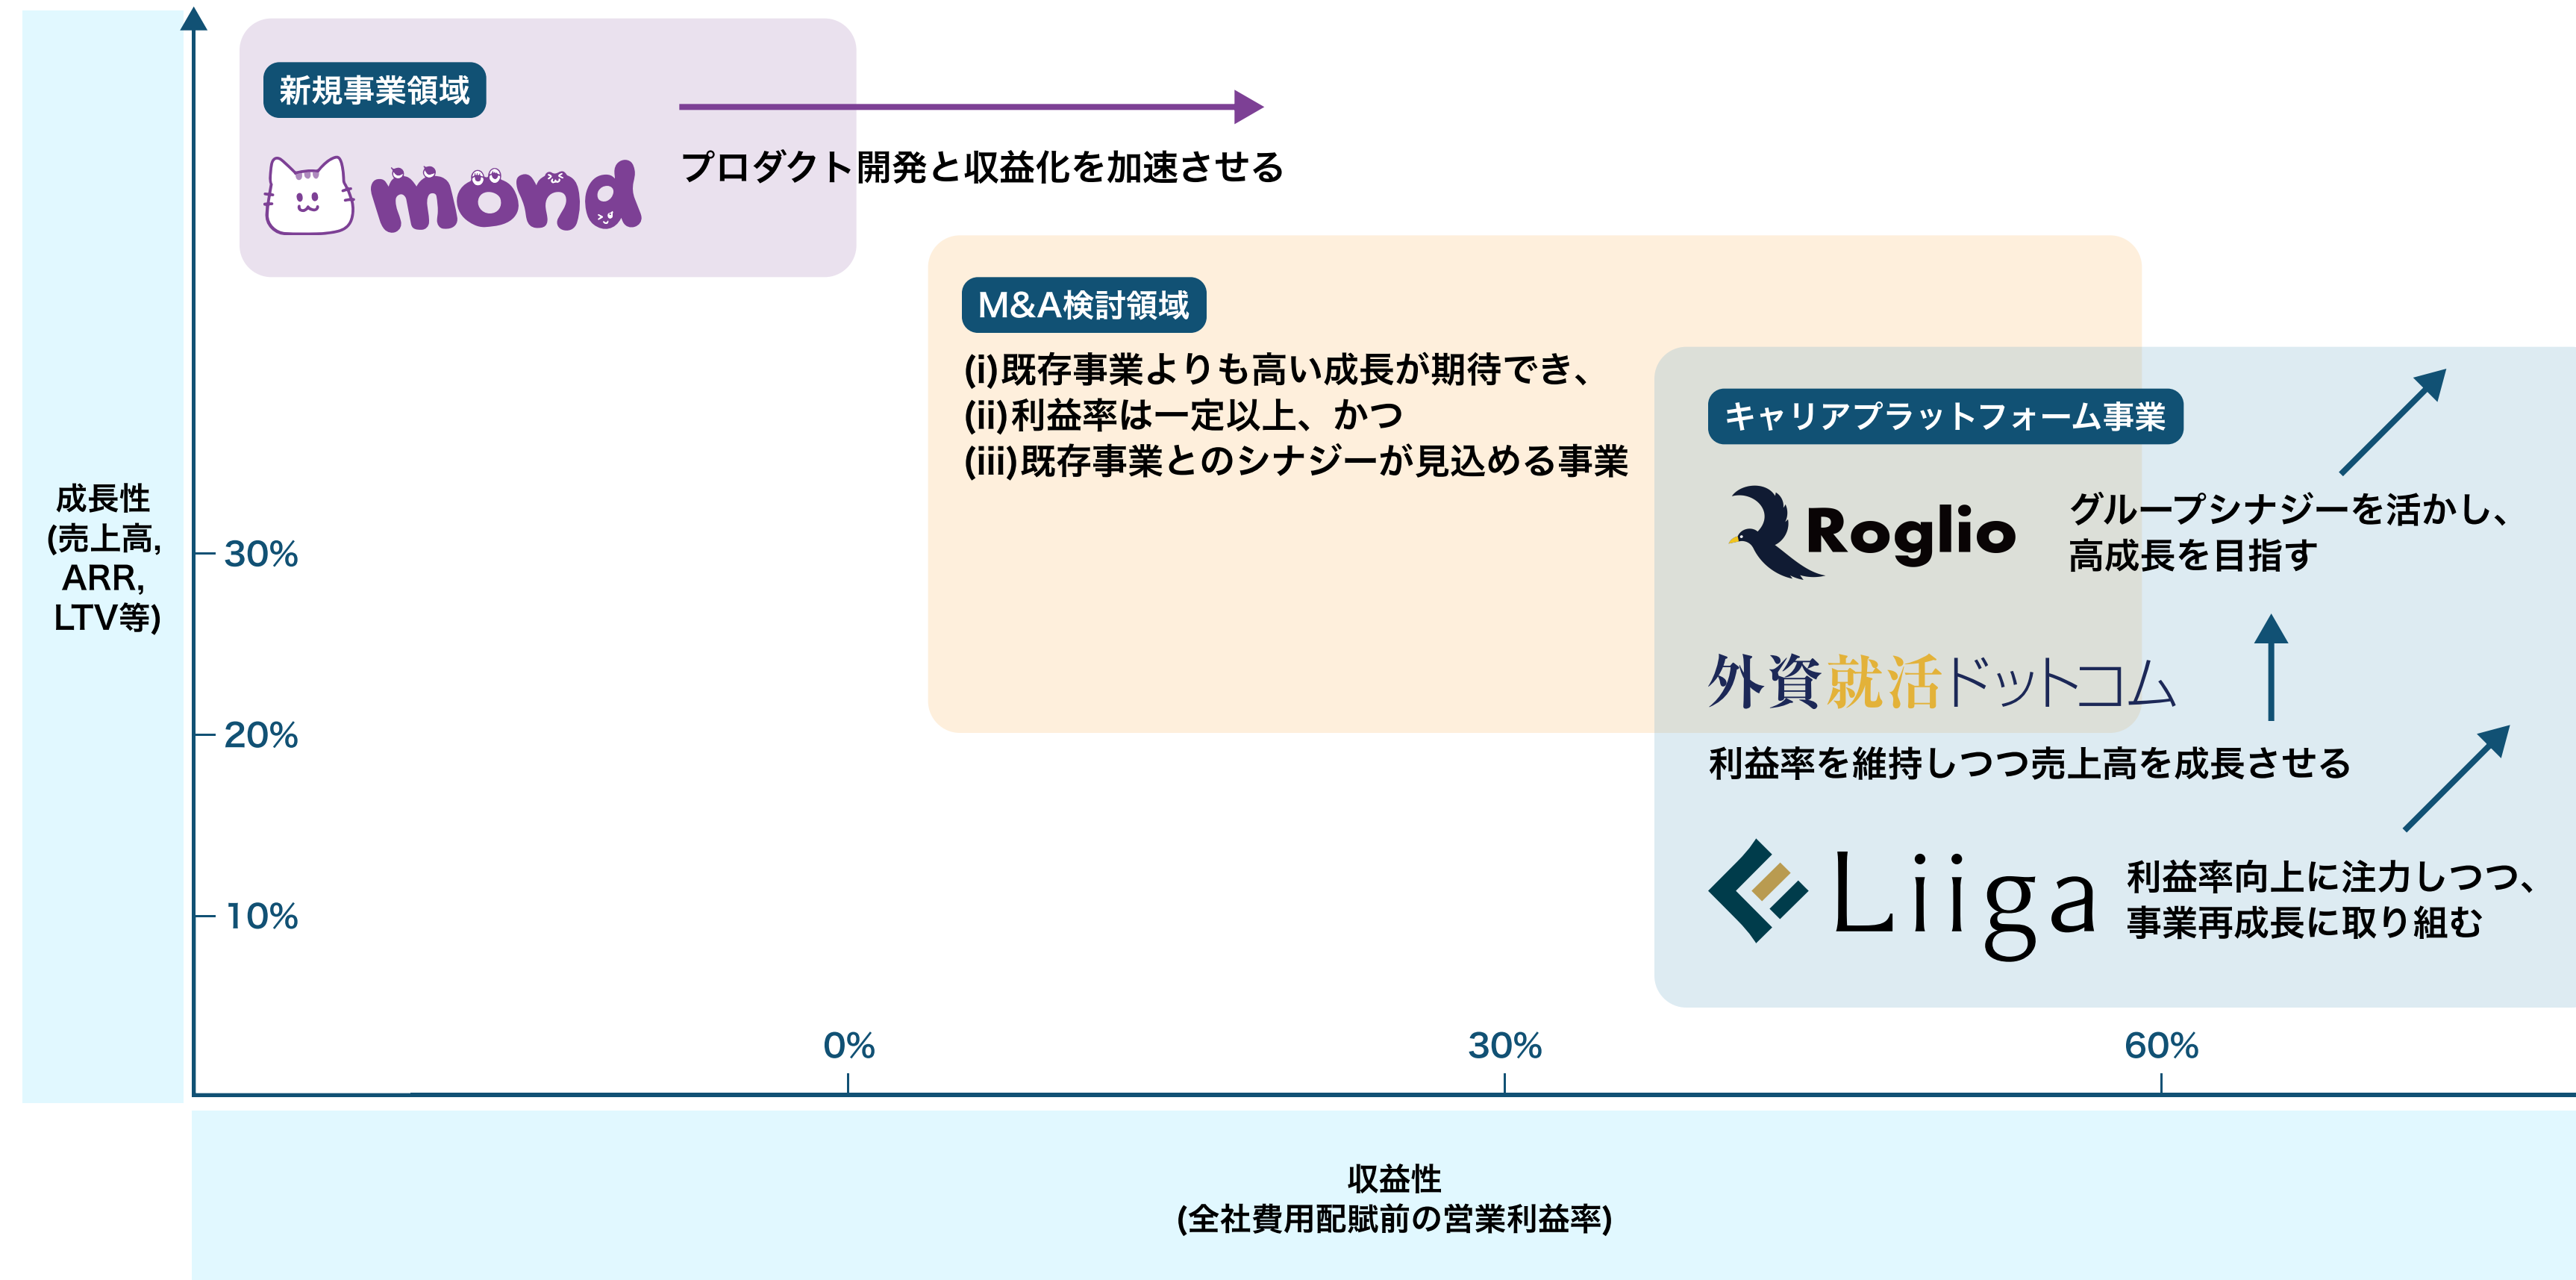 新規事業領域
mond
プロダクト開発と収益化を加速させる
M&A検討領域
(i)既存事業よりも高い成長が期待でき、
(ii)利益率は一定以上、かつ
(iii)既存事業とのシナジーが見込める事業
キャリアプラットフォーム事業
Roglio
グループシナジーを活かし、
高成長を目指す
外資就活ドットコム
利益率を維持しつつ売上高を成長させる
Liiga
利益率向上に注力しつつ、
事業再成長に取り組む
成長性
(売上高,
ARR,
LTV等)
30%
20%
10%
0%
30%
60%
収益性
(全社費用配賦前の営業利益率)